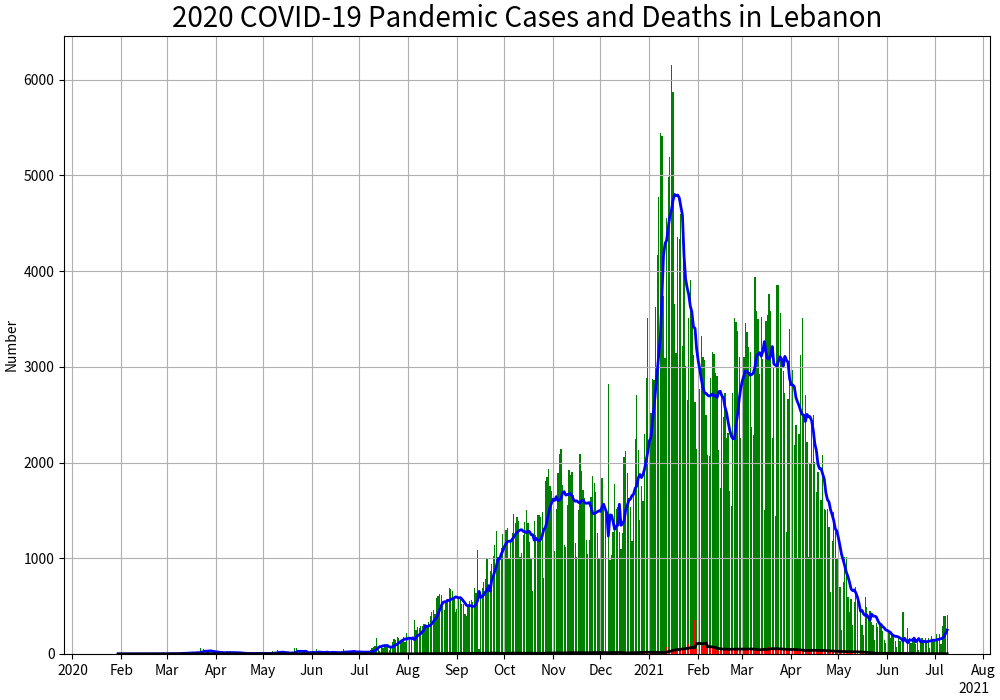 2020 COVID-19 Pandemic Cases and Deaths in Lebanon
Number
6000
5000
4000
3000
2000
1000
0
2020 Feb Mar Apr May Jun Jul Aug Sep Oct Nov Dec 2021 Feb Mar Apr May Jun Jul Aug
2021